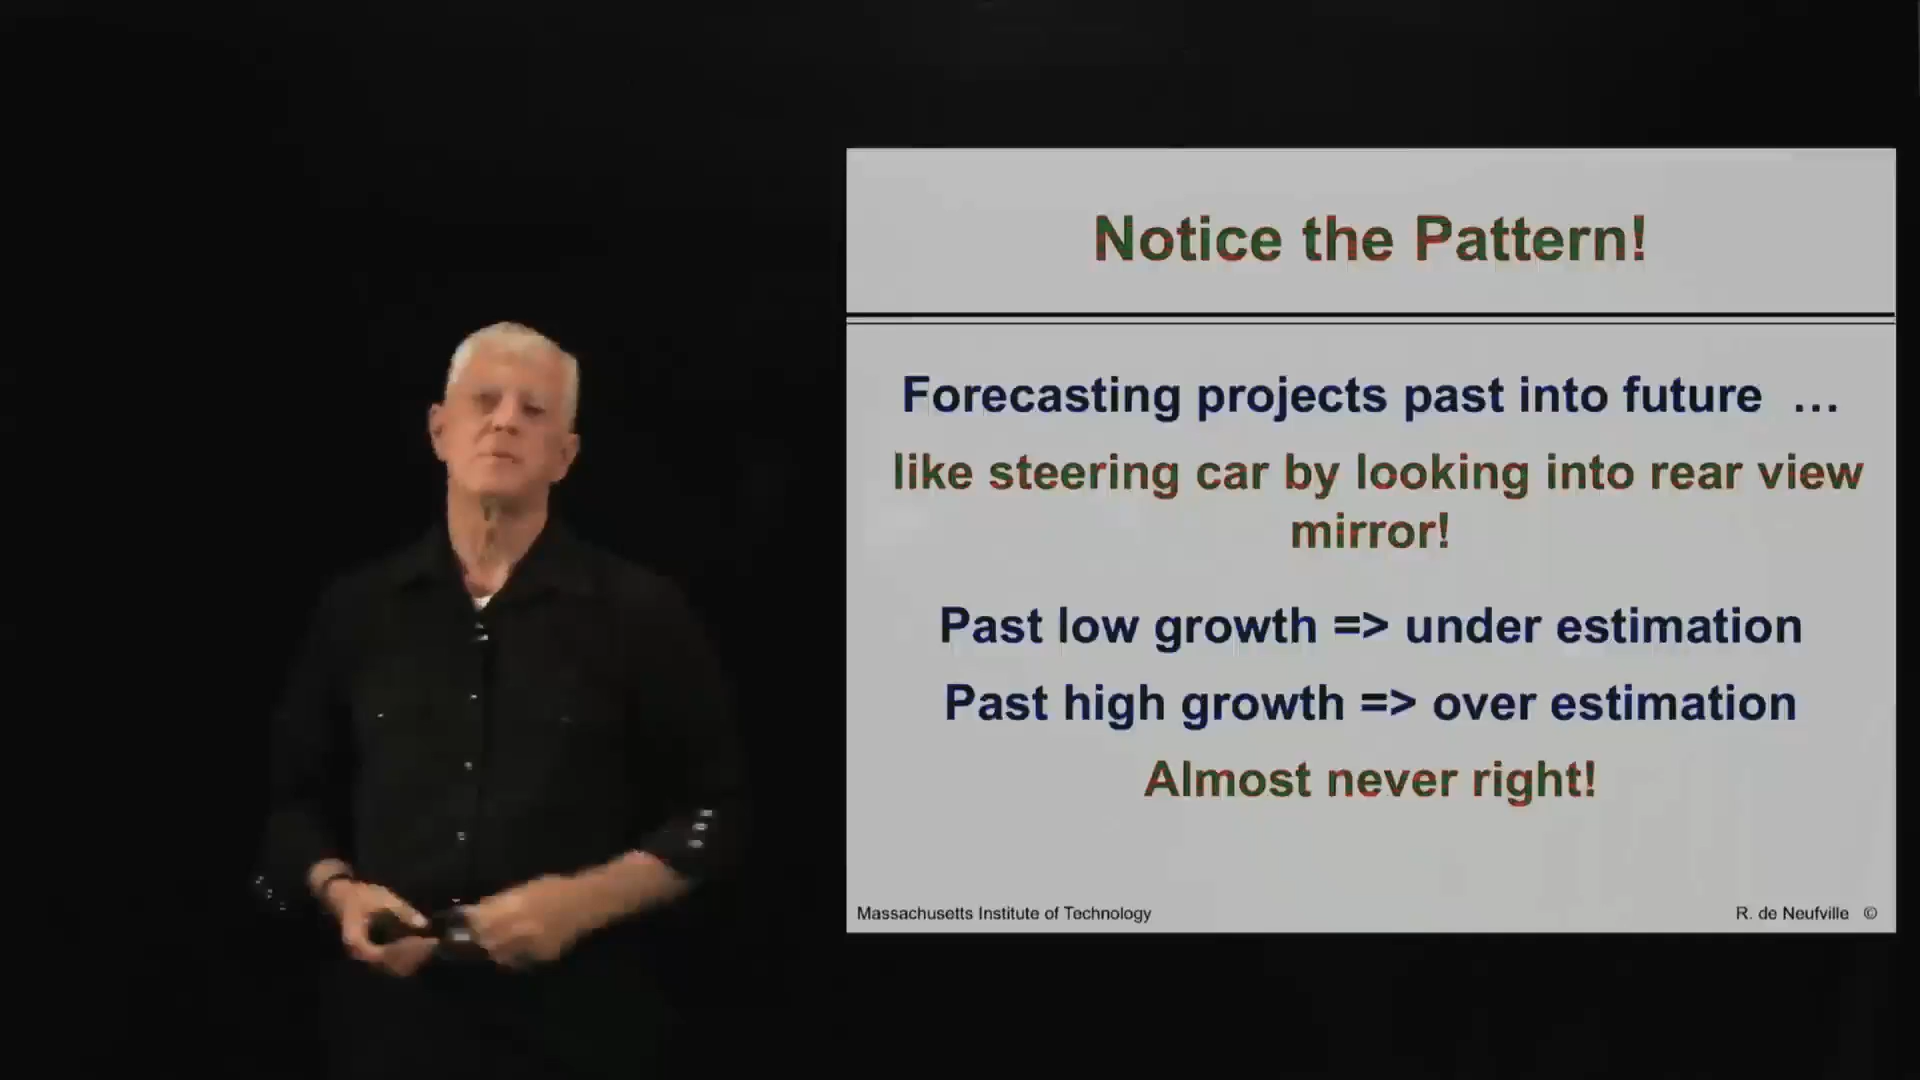 Notice the Pattern!
Forecasting projects past into future ...
like steering car by looking into rear view
mirror!
Past low growth => under estimation
Past high growth => over estimation
Almost never right!
Massachusetts Institute of Technology R. de Neufville ©